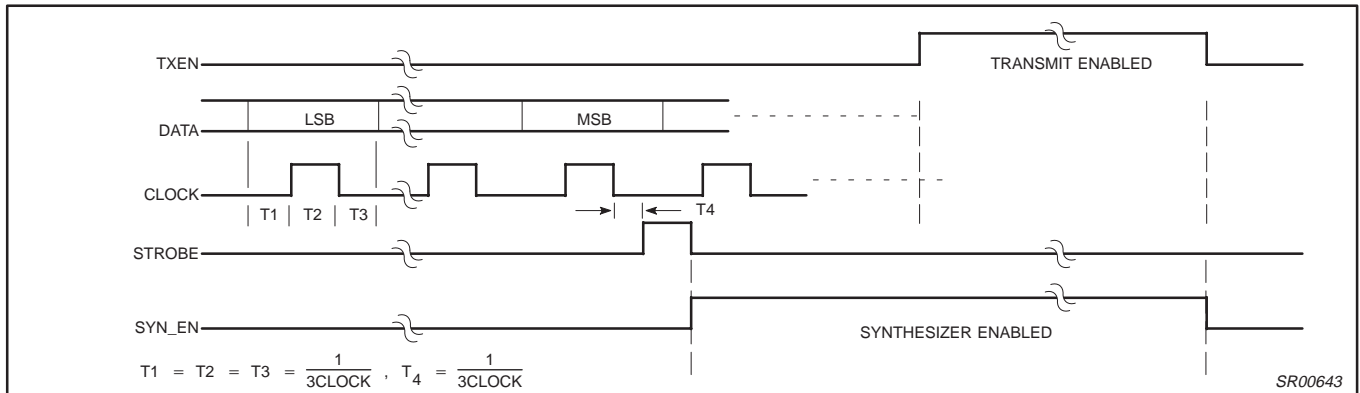 TXEN
TRANSMIT ENABLED
DATA
LSB
MSB
CLOCK
T1 T2 T3
T4
STROBE
SYN_EN
SYNTHESIZER ENABLED
T1 = T2 = T3 = 1/3CLOCK , T4 = 1/3CLOCK
SR00643